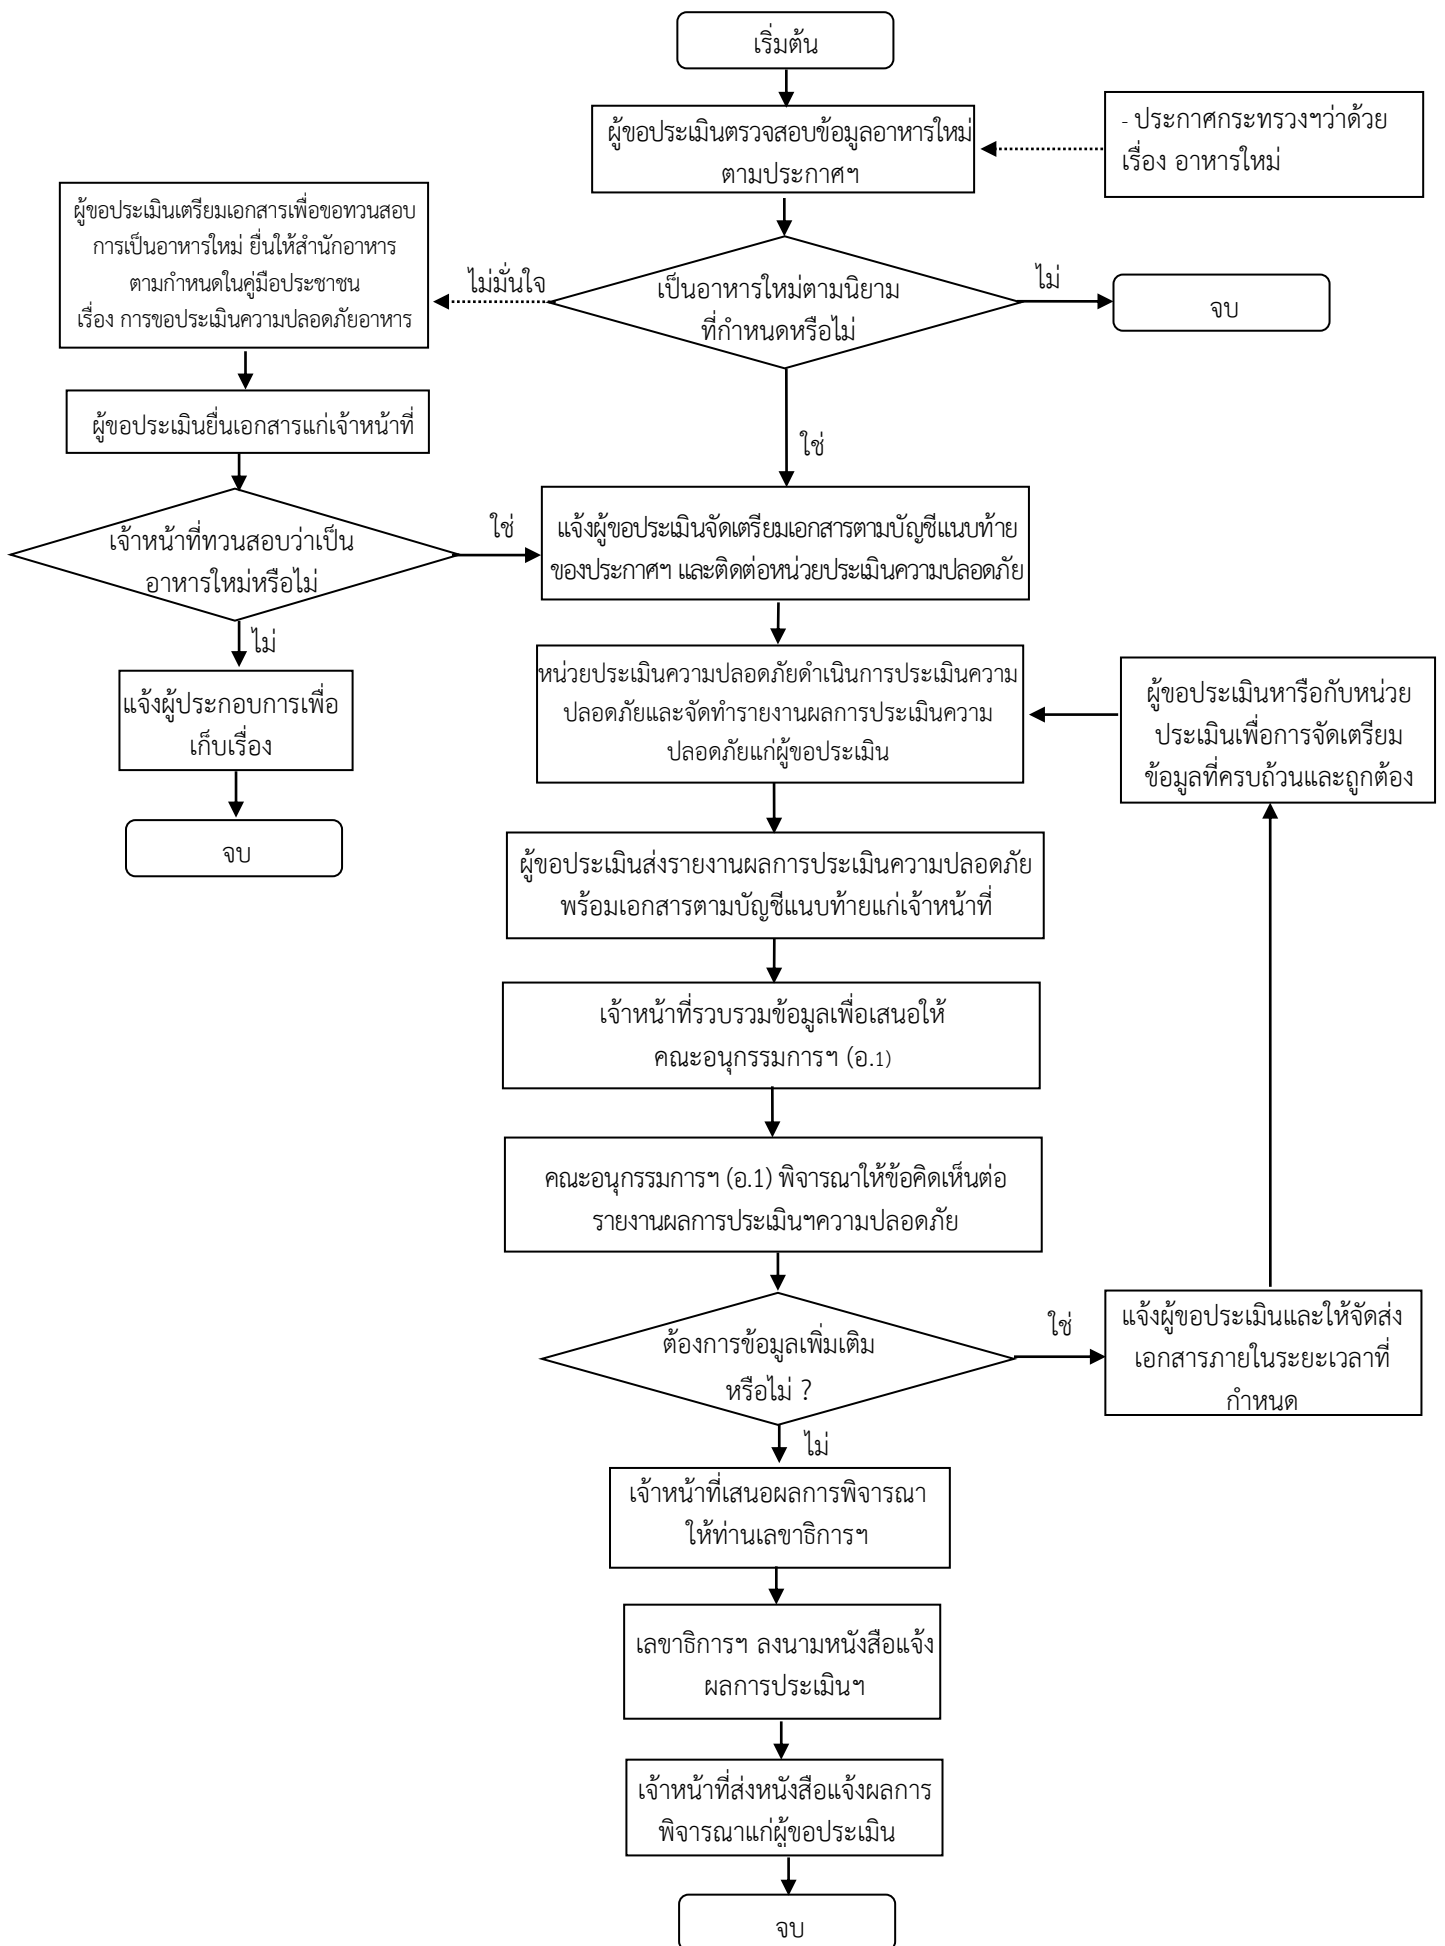 เริ่มต้น
ผู้ขอประเมินตรวจสอบข้อมูลอาหารใหม่
ตามประกาศฯ
- ประกาศกระทรวงฯว่าด้วย
เรื่อง อาหารใหม่
ผู้ขอประเมินเตรียมเอกสารเพื่อขอทวนสอบ
การเป็นอาหารใหม่ ยื่นให้สำนักอาหาร
ตามกำหนดในคู่มือประชาชน
เรื่อง การขอประเมินความปลอดภัยอาหาร
ไม่มั่นใจ
เป็นอาหารใหม่ตามนิยาม
ที่กำหนดหรือไม่
ไม่
จบ
ผู้ขอประเมินยื่นเอกสารแก่เจ้าหน้าที่
ใช่
เจ้าหน้าที่ทวนสอบว่าเป็น
อาหารใหม่หรือไม่
ใช่
แจ้งผู้ขอประเมินจัดเตรียมเอกสารตามบัญชีแนบท้าย
ของประกาศฯ และติดต่อหน่วยประเมินความปลอดภัย
ไม่
แจ้งผู้ประกอบการเพื่อ
เก็บเรื่อง
จบ
หน่วยประเมินความปลอดภัยดำเนินการประเมินความ
ปลอดภัยและจัดทำรายงานผลการประเมินความ
ปลอดภัยแก่ผู้ขอประเมิน
ผู้ขอประเมินหารือกับหน่วย
ประเมินเพื่อการจัดเตรียม
ข้อมูลที่ครบถ้วนและถูกต้อง
ผู้ขอประเมินส่งรายงานผลการประเมินความปลอดภัย
พร้อมเอกสารตามบัญชีแนบท้ายแก่เจ้าหน้าที่
เจ้าหน้าที่รวบรวมข้อมูลเพื่อเสนอให้
คณะอนุกรรมการฯ (อ.1)
คณะอนุกรรมการฯ (อ.1) พิจารณาให้ข้อคิดเห็นต่อ
รายงานผลการประเมินฯความปลอดภัย
ต้องการข้อมูลเพิ่มเติม
หรือไม่ ?
ใช่
แจ้งผู้ขอประเมินและให้จัดส่ง
เอกสารภายในระยะเวลาที่
กำหนด
ไม่
เจ้าหน้าที่เสนอผลการพิจารณา
ให้ท่านเลขาธิการฯ
เลขาธิการฯ ลงนามหนังสือแจ้ง
ผลการประเมินฯ
เจ้าหน้าที่ส่งหนังสือแจ้งผลการ
พิจารณาแก่ผู้ขอประเมิน
จบ